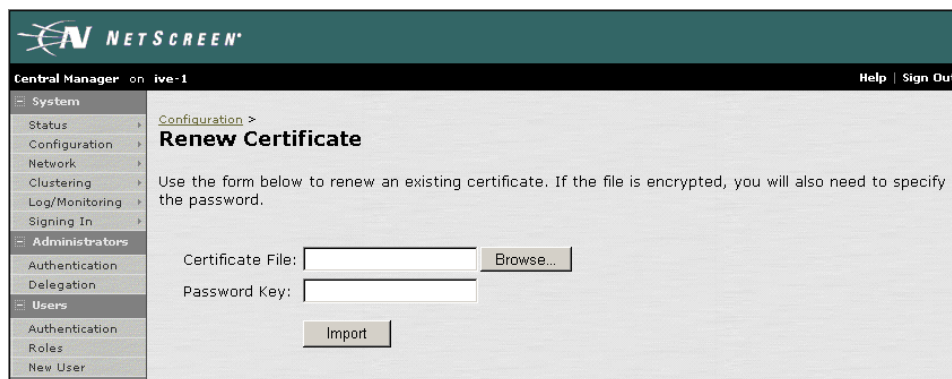 NETSCREEN
Central Manager on ive-1
Help | Sign Out
System
Status
Configuration
Network
Clustering
Log/Monitoring
Signing In
Administrators
Authentication
Delegation
Users
Authentication
Roles
New User
Configuration >
Renew Certificate
Use the form below to renew an existing certificate. If the file is encrypted, you will also need to specify
the password.
Certificate File:
Browse...
Password Key:
Import